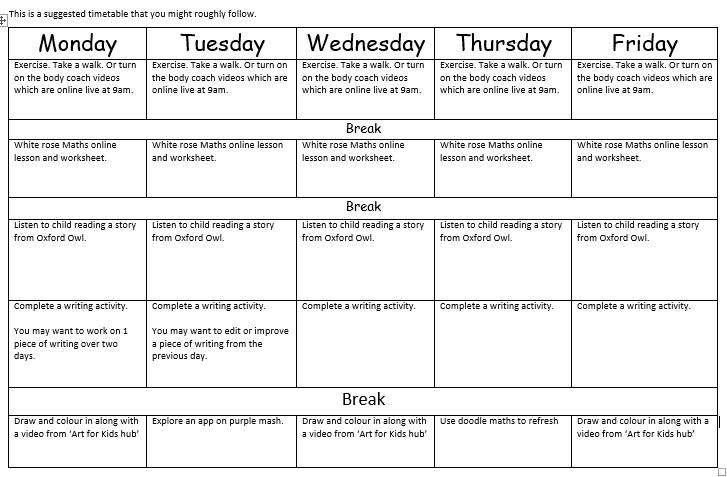 This is a suggested timetable that you might roughly follow.
Monday Tuesday Wednesday Thursday Friday
Exercise. Take a walk. Or turn
on the body coach videos
which are online live at 9am.
Exercise. Take a walk. Or turn on
the body coach videos which are
online live at 9am.
Exercise. Take a walk. Or turn
on the body coach videos
which are online live at 9am.
Exercise. Take a walk. Or turn
on the body coach videos which
are online live at 9am.
Exercise. Take a walk. Or turn on
the body coach videos which are
online live at 9am.
Break
White rose Maths online
lesson and worksheet.
White rose Maths online lesson
and worksheet.
White rose Maths online
lesson and worksheet.
White rose Maths online
lesson and worksheet.
White rose Maths online lesson
and worksheet.
Break
Listen to child reading a story
from Oxford Owl.
Listen to child reading a story
from Oxford Owl.
Listen to child reading a story
from Oxford Owl.
Listen to child reading a story
from Oxford Owl.
Listen to child reading a story
from Oxford Owl.
Complete a writing activity.
You may want to work on 1
piece of writing over two
days.
Complete a writing activity.
You may want to edit or improve
a piece of writing from the
previous day.
Complete a writing activity.
Complete a writing activity.
Complete a writing activity.
Break
Draw and colour in along with
a video from ‘Art for Kids hub’
Explore an app on purple mash.
Draw and colour in along with
a video from ‘Art for Kids hub’
Use doodle maths to refresh
Draw and colour in along with a
video from ‘Art for Kids hub’